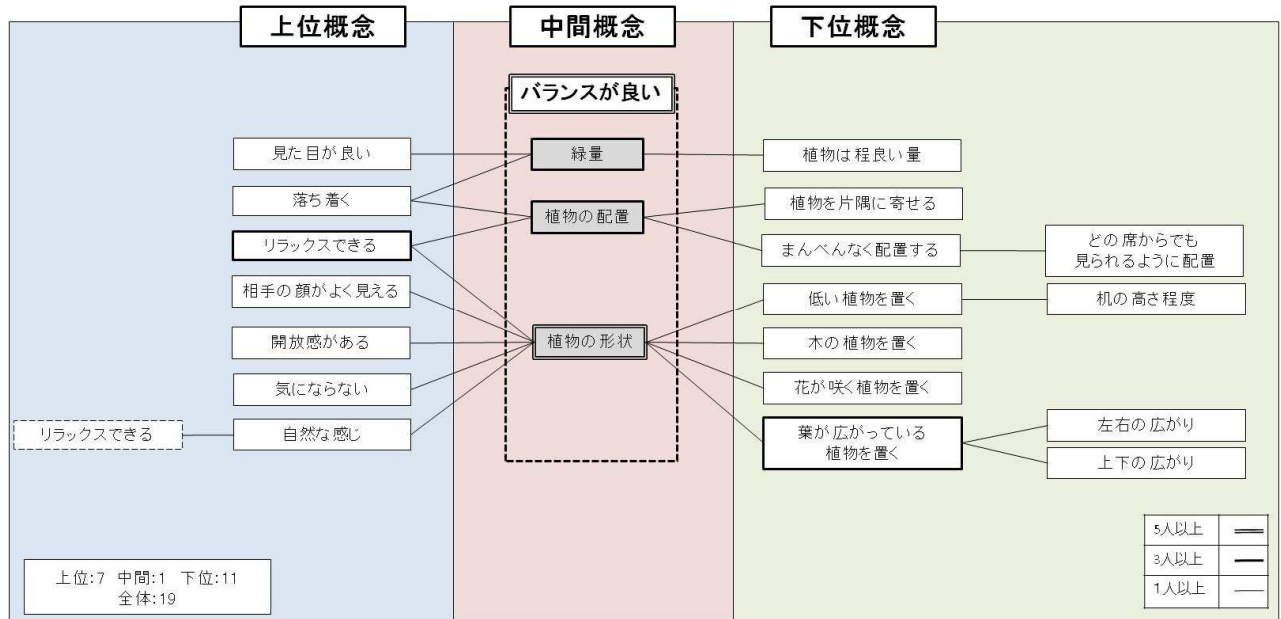 上位概念
中間概念
下位概念
バランスが良い
見た目が良い
緑量
植物は程良い量
落ち着く
植物の配置
植物を片隅に寄せる
リラックスできる
まんべんなく配置する
どの席からでも
見られるように配置
相手の顔がよく見える
低い植物を置く
机の高さ程度
開放感がある
植物の形状
木の植物を置く
気にならない
花が咲く植物を置く
リラックスできる
自然な感じ
葉が広がっている
植物を置く
左右の広がり
上下の広がり
5人以上
3人以上
1人以上
上位:7 中間:1 下位:11
全体:19